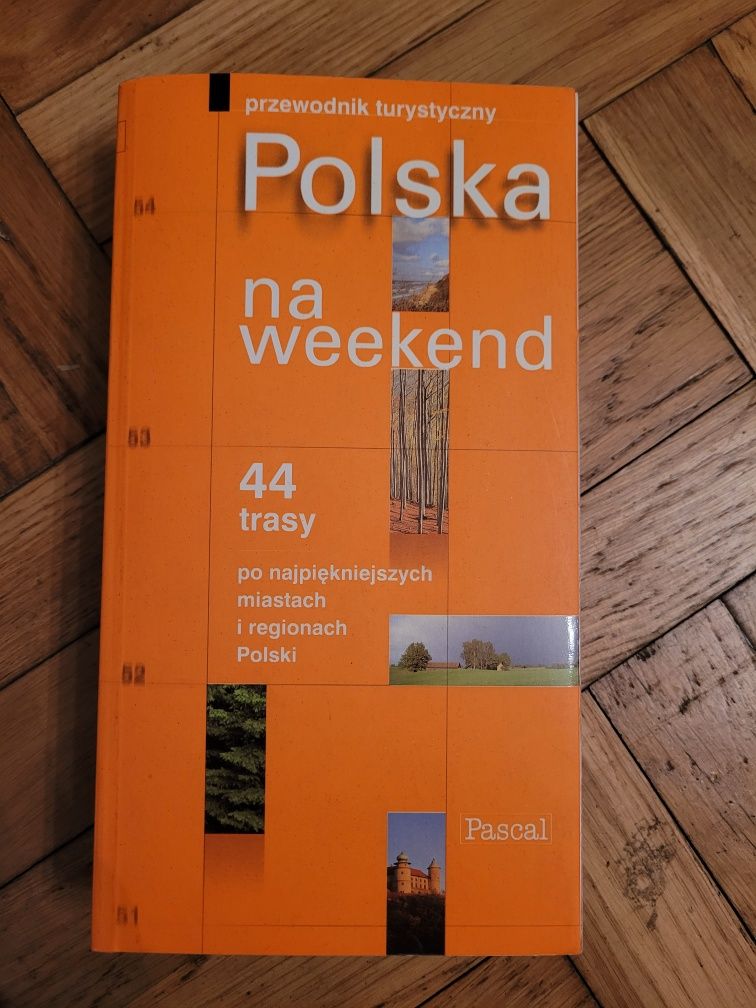 przewodnik turystyczny
Polska
54
na
weekend
53
44
trasy
po najpiękniejszych
miastach
i regionach
Polski
52
Pascal
51